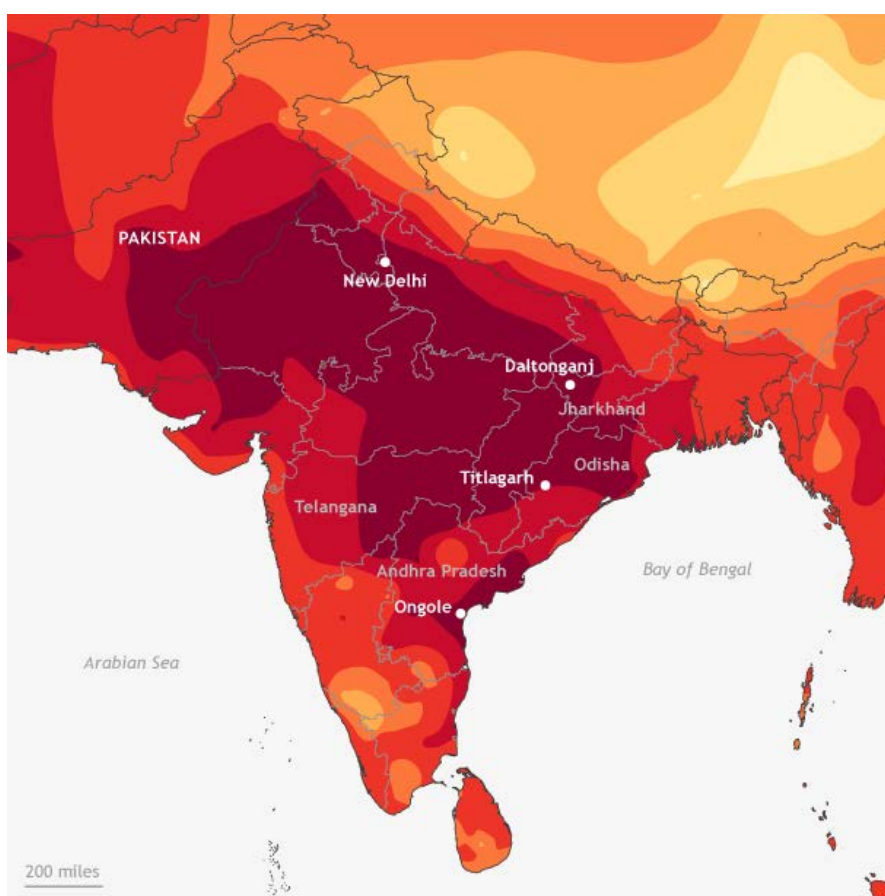 PAKISTAN
New Delhi
Daltonganj
Jharkhand
Titlagarh
Odisha
Telangana
Andhra Pradesh
Bay of Bengal
Ongole
Arabian Sea
200 miles